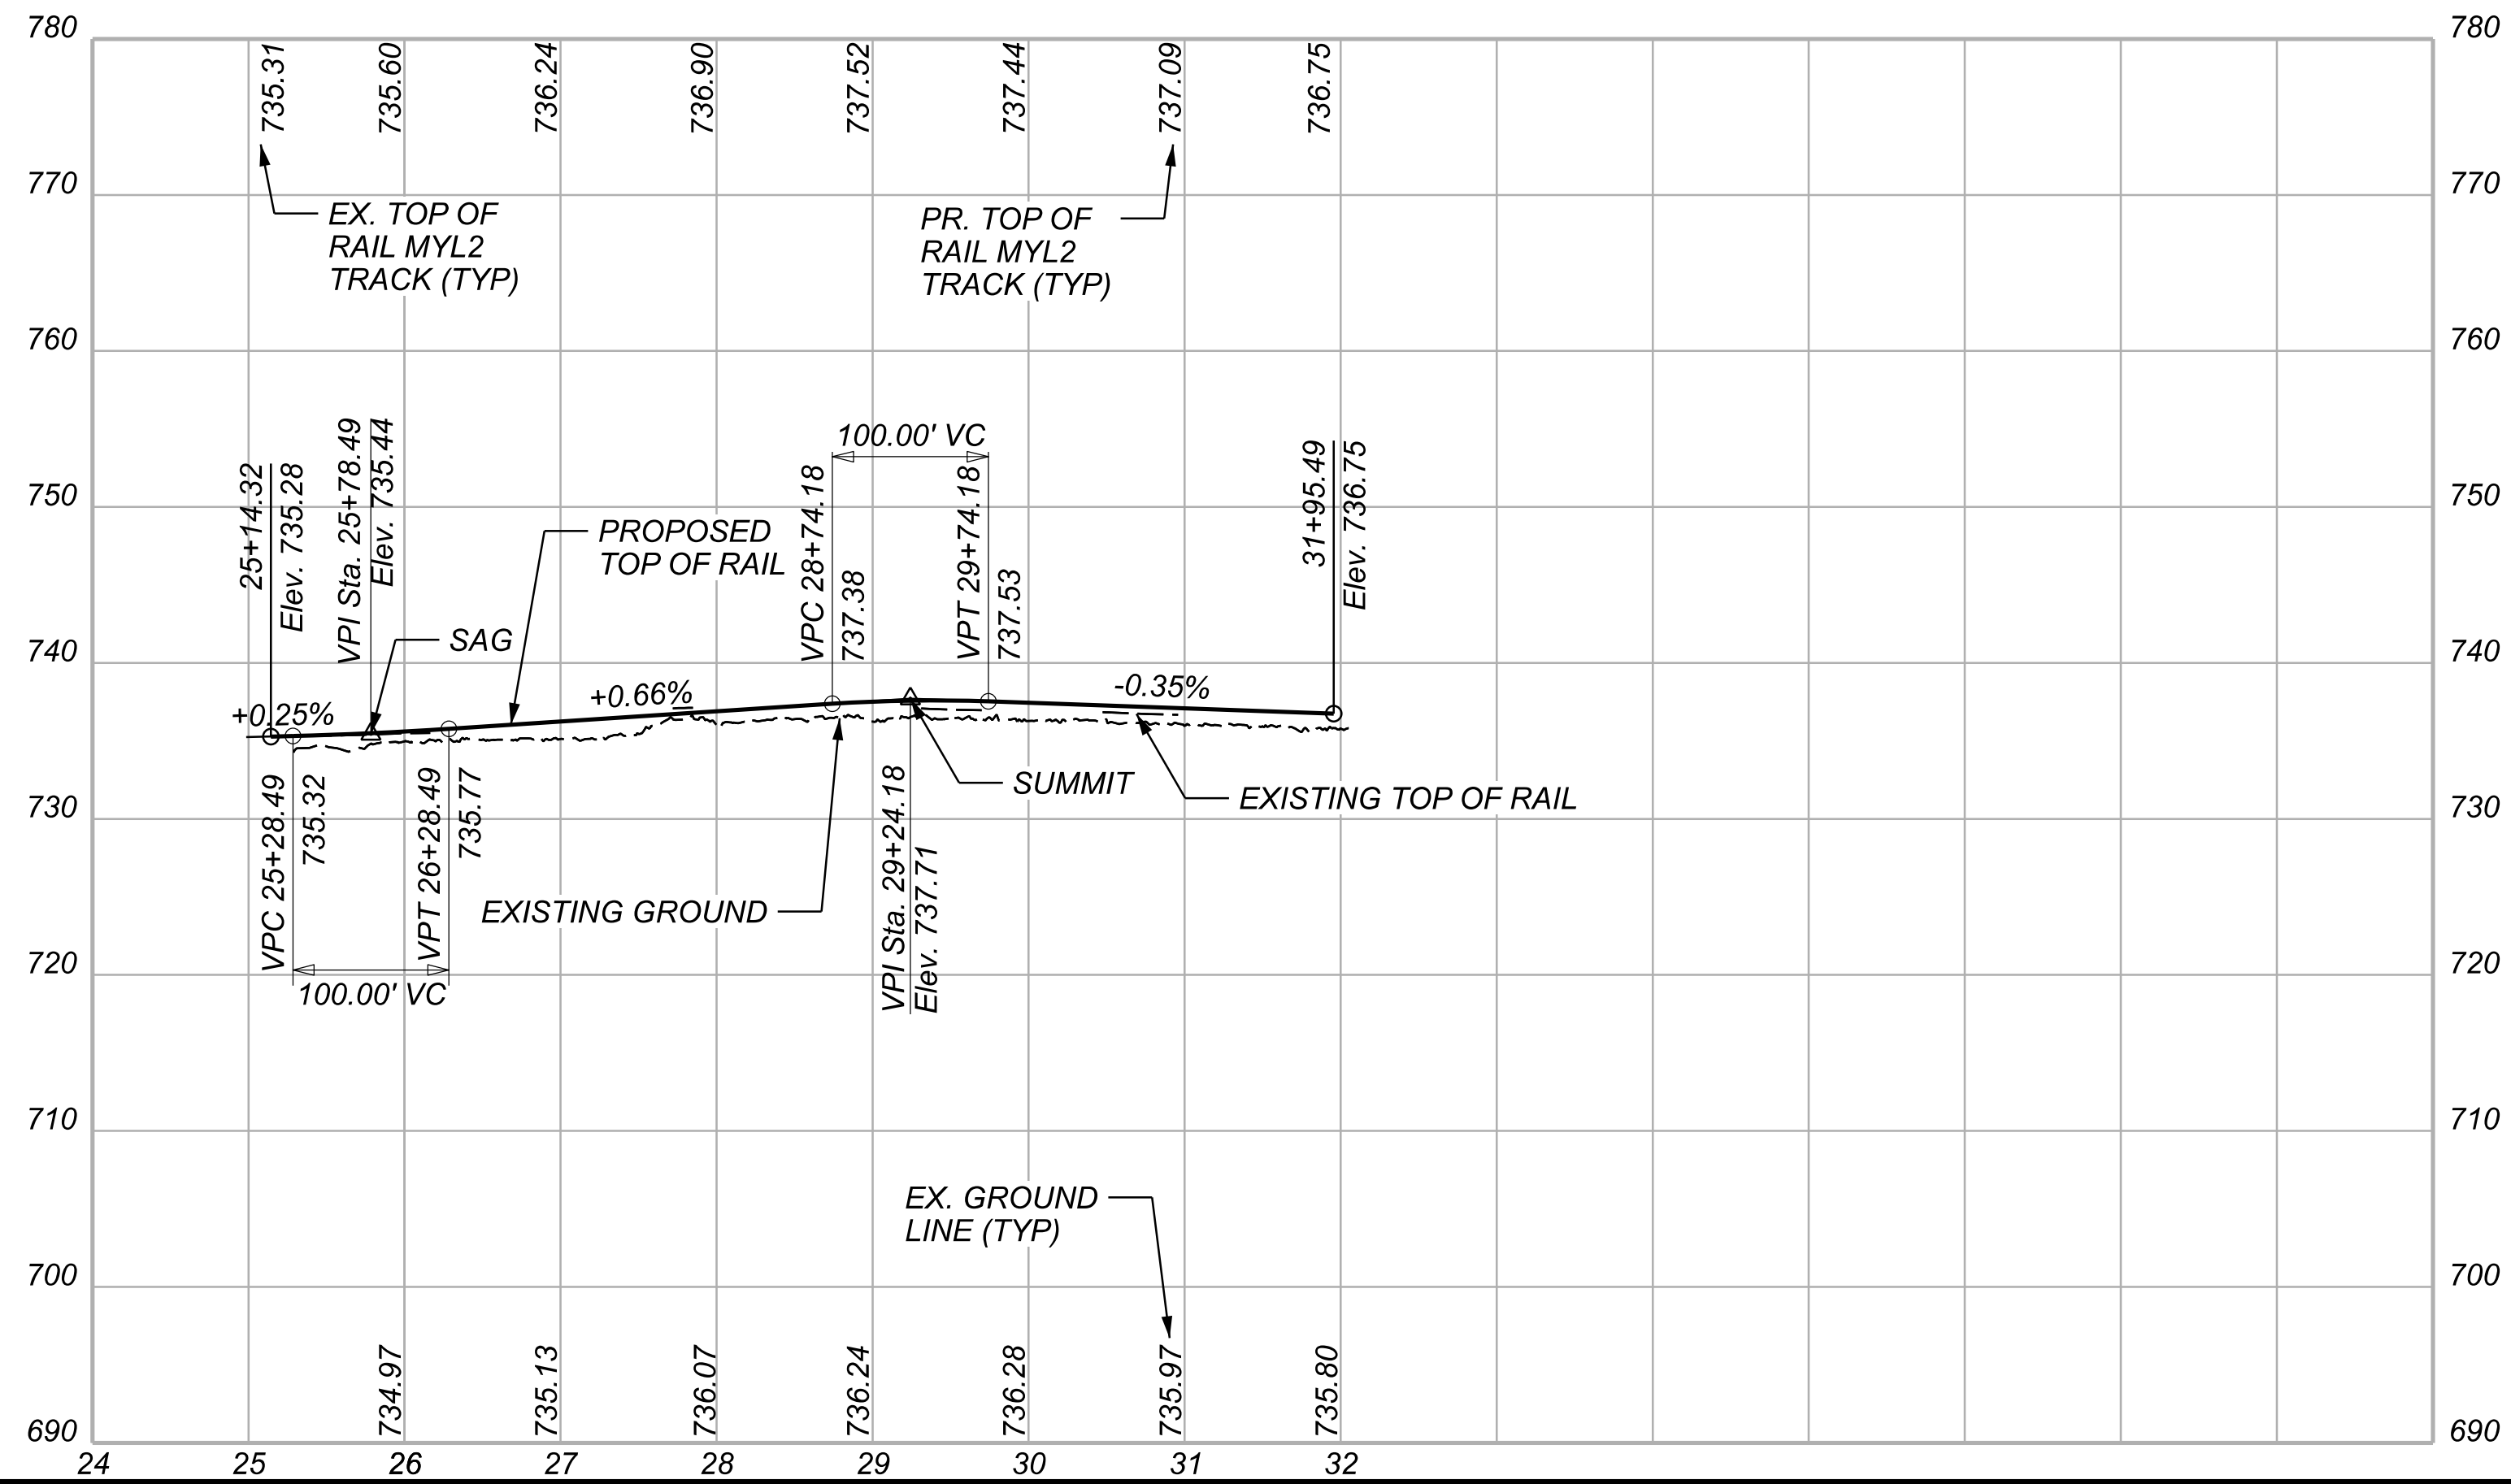 780
780
735.31
735.60
736.24
736.90
737.52
737.44
737.09
736.75
770
770
EX. TOP OF
RAIL MYL2
TRACK (TYP)
PR. TOP OF
RAIL MYL2
TRACK (TYP)
760
760
750
750
25+14.32
Elev. 735.28
VPI Sta. 25+78.49
Elev. 735.44
PROPOSED
TOP OF RAIL
100.00' VC
VPC 28+74.18
737.38
VPT 29+74.18
737.53
31+95.49
Elev. 736.75
740
740
SAG
+0.25%
+0.66%
-0.35%
SUMMIT
EXISTING TOP OF RAIL
730
730
VPC 25+28.49
735.32
VPT 26+28.49
735.77
EXISTING GROUND
VPI Sta. 29+24.18
Elev. 737.71
720
720
100.00' VC
710
710
EX. GROUND
LINE (TYP)
700
700
734.97
735.13
736.07
736.24
736.28
735.97
735.80
690
690
24
25
26
27
28
29
30
31
32